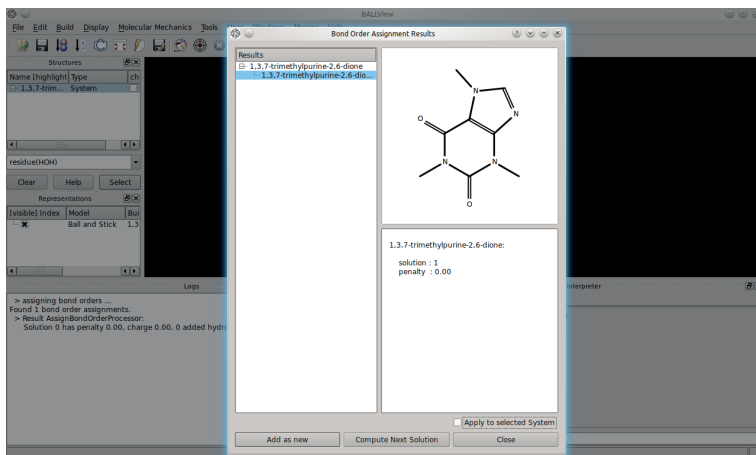 BALLView
File Edit Build Display Molecular Mechanics Tools
Structures
Name [highlight Type ch
1,3,7-trim... System
residue(HOH)
Clear Help Select
Representations
[visible] Index Model Bui
Ball and Stick 1,3
Logs
> assigning bond orders ...
Found 1 bond order assignments.
> Result AssignBondOrderProcessor:
Solution 0 has penalty 0.00, charge 0.00, 0 added hydro
Bond Order Assignment Results
Results
1,3,7-trimethylpurine-2,6-dione
1,3,7-trimethylpurine-2,6-dio...
N
N
O
N
N
O
1,3,7-trimethylpurine-2,6-dione:
solution : 1
penalty : 0.00
Apply to selected System
Add as new Compute Next Solution Close
Interpreter